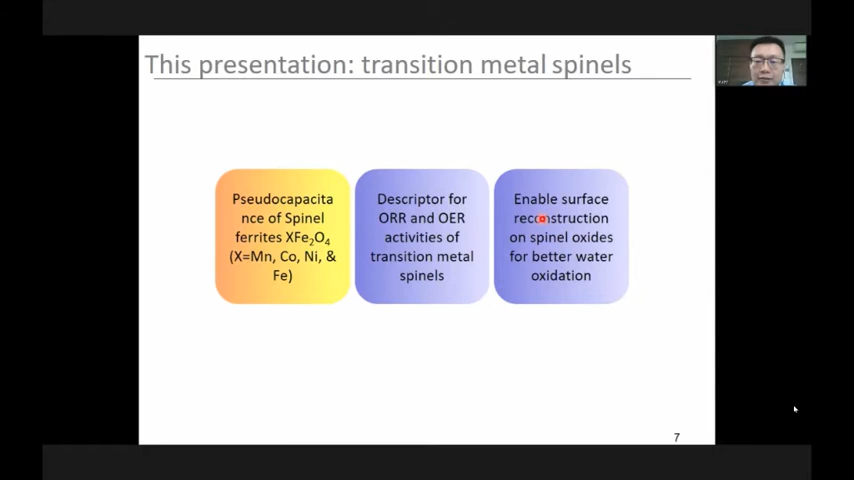 This presentation: transition metal spinels
Pseudocapacita
nce of Spinel
ferrites XFe₂O₄
(X=Mn, Co, Ni, &
Fe)
Descriptor for
ORR and OER
activities of
transition metal
spinels
Enable surface
reconstruction
on spinel oxides
for better water
oxidation
7